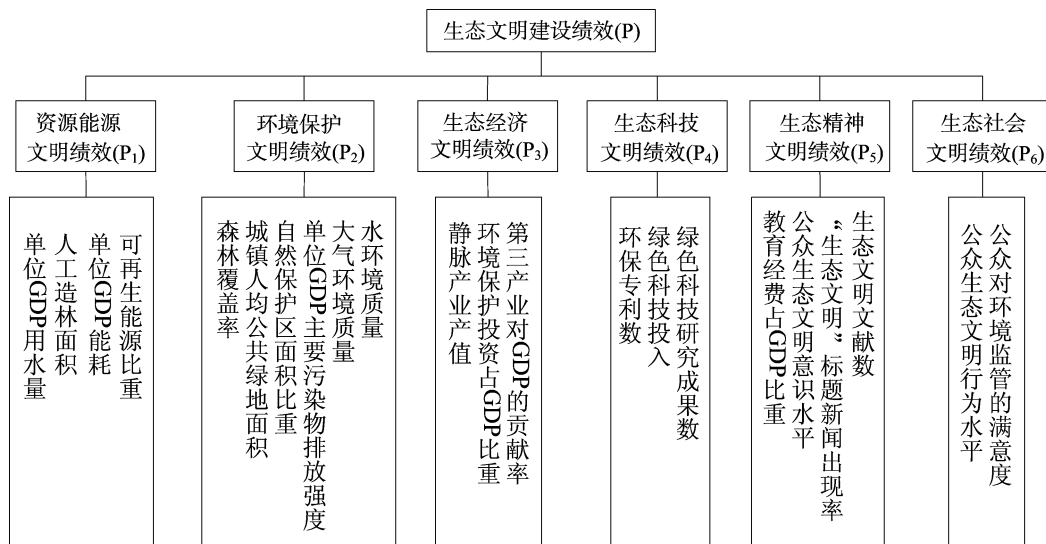 生态文明建设绩效(P)
资源能源
文明绩效(P₁)
环境保护
文明绩效(P₂)
生态经济
文明绩效(P₃)
生态科技
文明绩效(P₄)
生态精神
文明绩效(P₅)
生态社会
文明绩效(P₆)
可再生能源比重
单位GDP能耗
人工造林面积
单位GDP用水量
水环境质量
大气环境质量
单位GDP主要污染物排放强度
自然保护区面积比重
城镇人均公共绿地面积
森林覆盖率
第三产业对GDP的贡献率
环境保护投资占GDP比重
静脉产业产值
绿色科技研究成果数
绿色科技投入
环保专利数
生态文明文献数
“生态文明”标题新闻出现率
公众生态文明意识水平
教育经费占GDP比重
公众对环境监管的满意度
公众生态文明行为水平